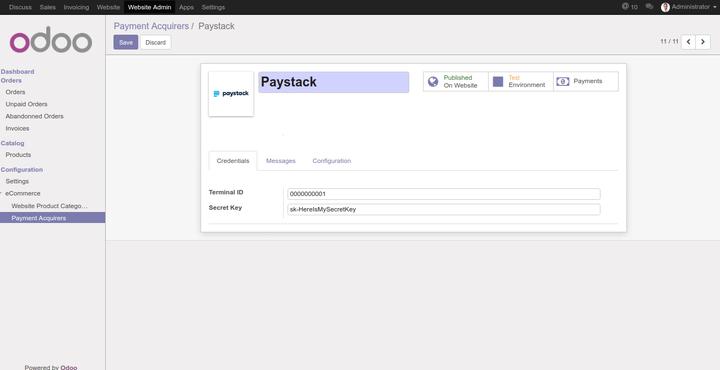 Discuss Sales Invoicing Website Website Admin Apps Settings @ 10 Administrator
Payment Acquirers / Paystack
Save Discard 11 / 11
odoo
Dashboard
Orders
Orders
Unpaid Orders
Abandonned Orders
Invoices
Catalog
Products
Configuration
Settings
eCommerce
Website Product Catego...
Payment Acquirers
Powered by Odoo
paystack
Paystack
Published
On Website
Test
Environment
Payments
Credentials Messages Configuration
Terminal ID 0000000001
Secret Key sk-HereIsMySecretKey